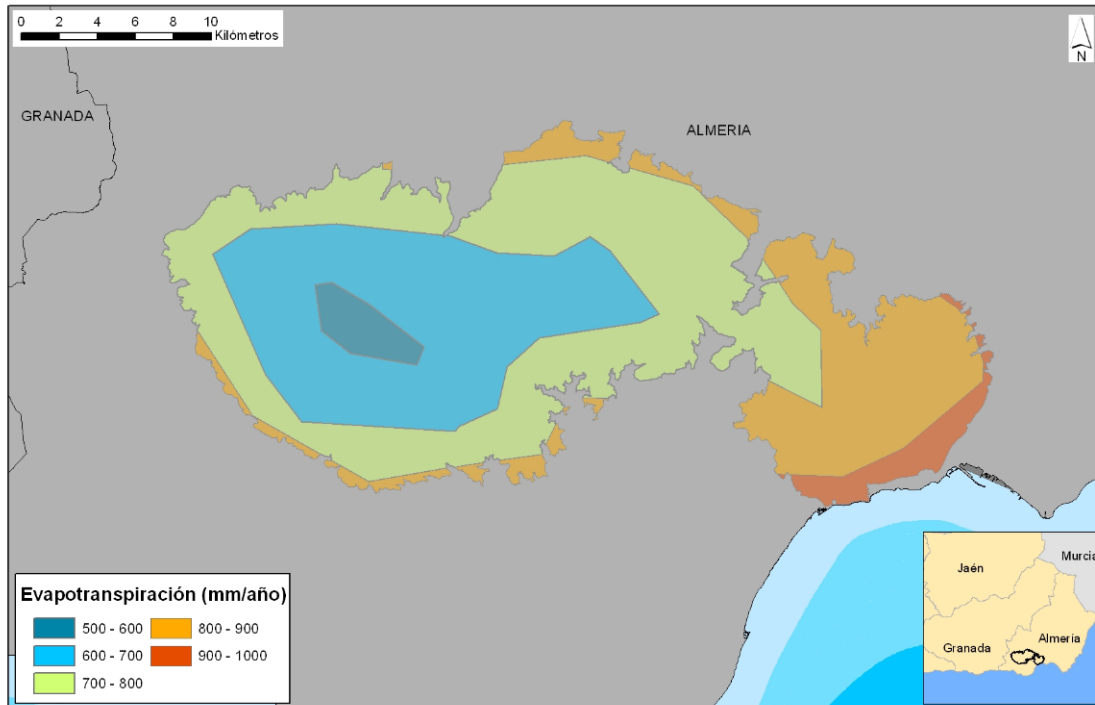 0 2 4 6 8 10
Kilómetros
N
GRANADA
ALMERIA
Evapotranspiración (mm/año)
500 - 600
800 - 900
600 - 700
900 - 1000
700 - 800
Murcia
Jaén
Granada
Almería